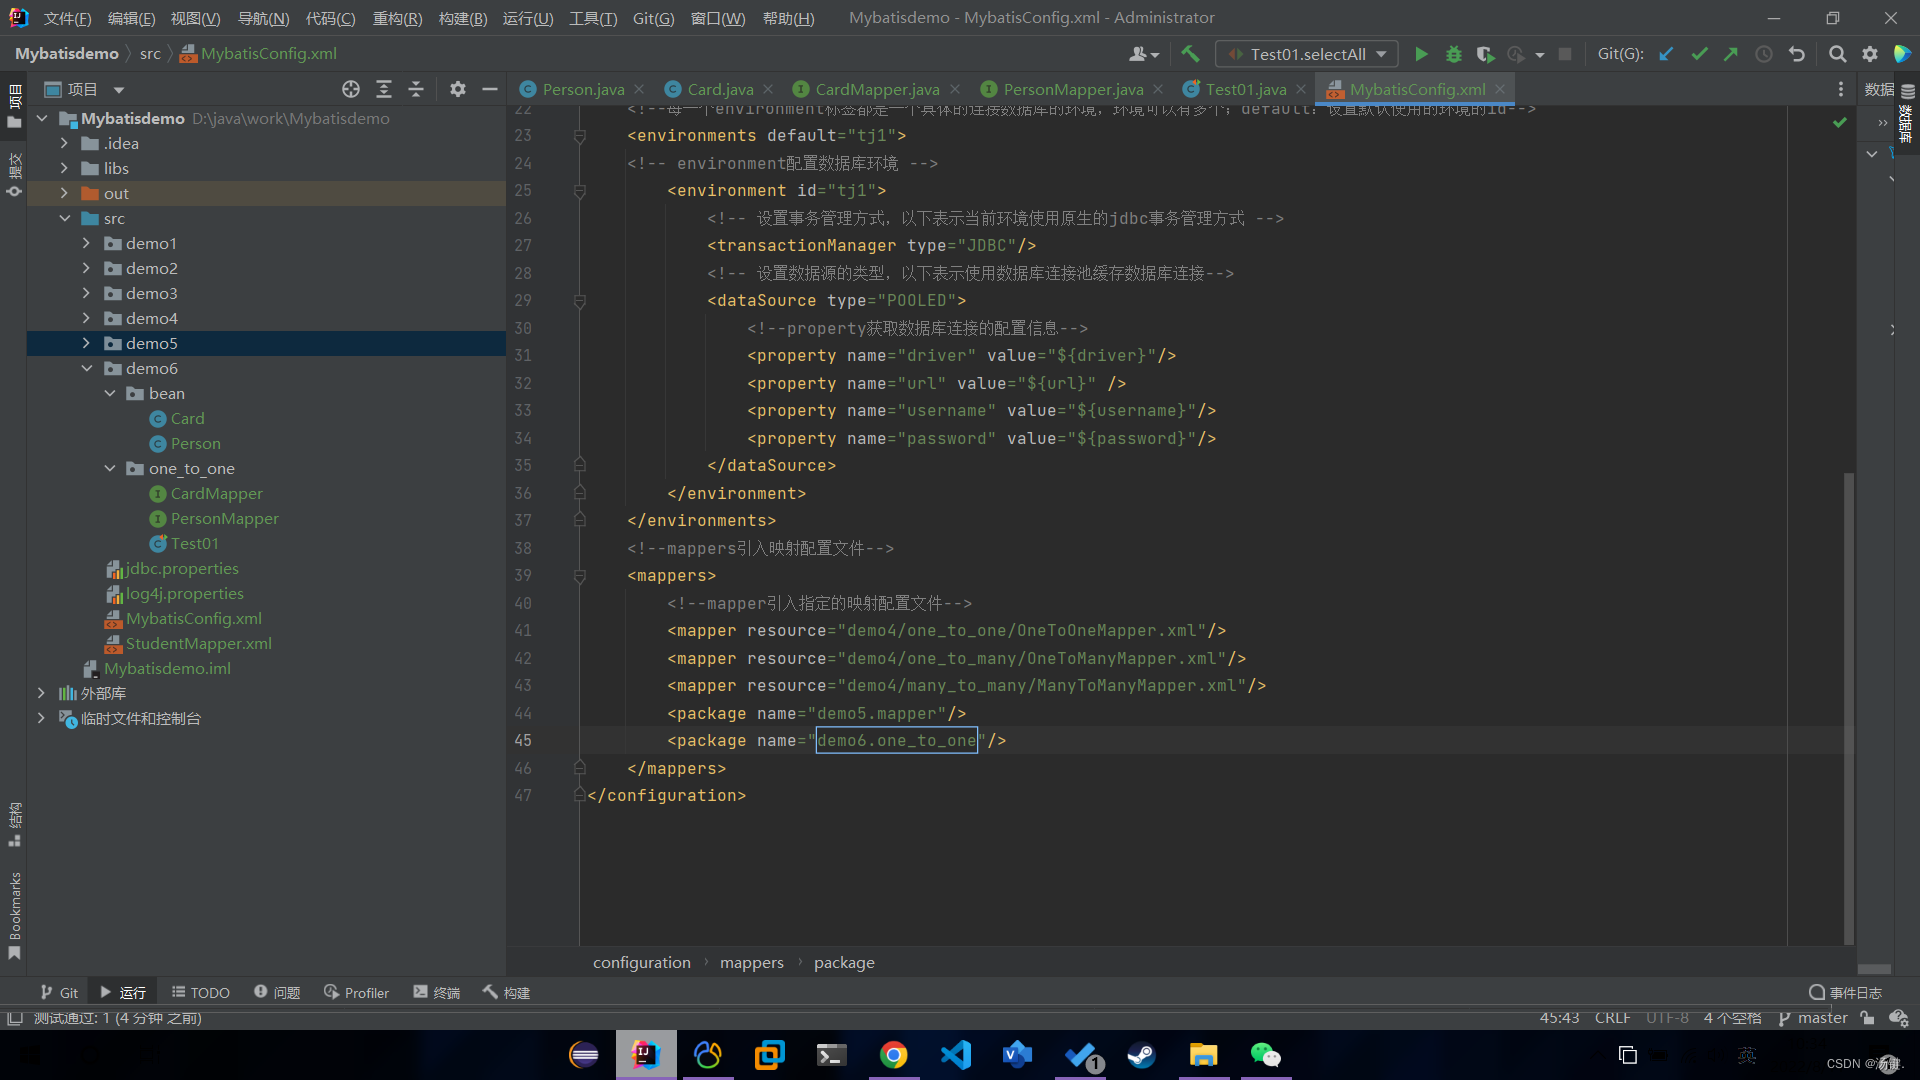 文件(F) 编辑(E) 视图(V) 导航(N) 代码(C) 重构(R) 构建(B) 运行(U) 工具(T) Git(G) 窗口(W) 帮助(H) Mybatisdemo - MybatisConfig.xml - Administrator
Mybatisdemo src MybatisConfig.xml Test01.selectAll Git(G):
项目 Person.java Card.java CardMapper.java PersonMapper.java Test01.java MybatisConfig.xml 数据
项目
提交
结构
Bookmarks
数据库
Mybatisdemo D:\java\work\Mybatisdemo
.idea
libs
out
src
demo1
demo2
demo3
demo4
demo5
demo6
bean
Card
Person
one_to_one
CardMapper
PersonMapper
Test01
jdbc.properties
log4j.properties
MybatisConfig.xml
StudentMapper.xml
Mybatisdemo.iml
外部库
临时文件和控制台
22 <!--每一个environment标签都是一个具体的连接数据库的环境，环境可以有多个；default：设置默认使用的环境的id-->
23 <environments default="tj1">
24 <!-- environment配置数据库环境 -->
25 <environment id="tj1">
26 <!-- 设置事务管理方式，以下表示当前环境使用原生的jdbc事务管理方式 -->
27 <transactionManager type="JDBC"/>
28 <!-- 设置数据源的类型，以下表示使用数据库连接池缓存数据库连接-->
29 <dataSource type="POOLED">
30 <!--property获取数据库连接的配置信息-->
31 <property name="driver" value="${driver}"/>
32 <property name="url" value="${url}" />
33 <property name="username" value="${username}"/>
34 <property name="password" value="${password}"/>
35 </dataSource>
36 </environment>
37 </environments>
38 <!--mappers引入映射配置文件-->
39 <mappers>
40 <!--mapper引入指定的映射配置文件-->
41 <mapper resource="demo4/one_to_one/OneToOneMapper.xml"/>
42 <mapper resource="demo4/one_to_many/OneToManyMapper.xml"/>
43 <mapper resource="demo4/many_to_many/ManyToManyMapper.xml"/>
44 <package name="demo5.mapper"/>
45 <package name="demo6.one_to_one"/>
46 </mappers>
47 </configuration>
configuration mappers package
Git 运行 TODO 问题 Profiler 终端 构建 事件日志
测试通过: 1 (4 分钟 之前) 45:43 CRLF UTF-8 4 个空格 master
1 英
CSDN @汤键.